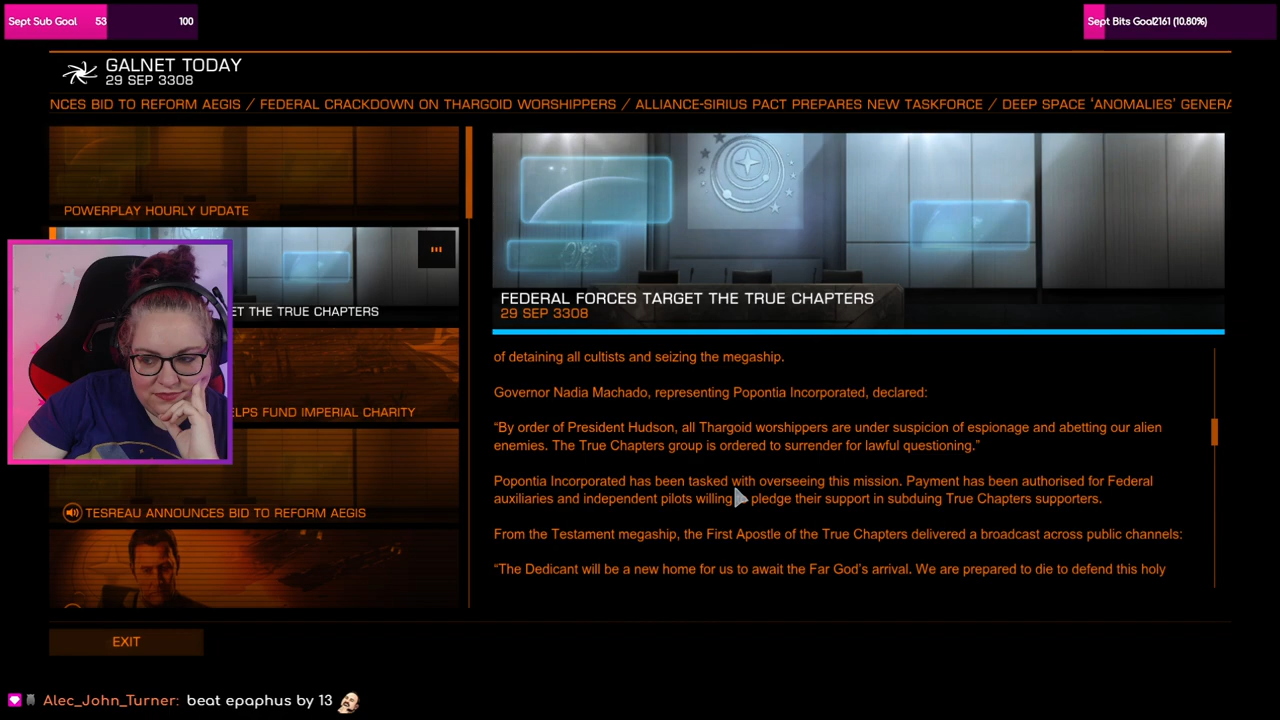 Sept Sub Goal 53 100
Sept Bits Goal2161 (10.80%)
GALNET TODAY
29 SEP 3308
NCES BID TO REFORM AEGIS / FEDERAL CRACKDOWN ON THARGOID WORSHIPPERS / ALLIANCE-SIRIUS PACT PREPARES NEW TASKFORCE / DEEP SPACE 'ANOMALIES' GENERA
POWERPLAY HOURLY UPDATE
ET THE TRUE CHAPTERS
ELPS FUND IMPERIAL CHARITY
TESREAU ANNOUNCES BID TO REFORM AEGIS
FEDERAL FORCES TARGET THE TRUE CHAPTERS
29 SEP 3308
of detaining all cultists and seizing the megaship.
Governor Nadia Machado, representing Popontia Incorporated, declared:
“By order of President Hudson, all Thargoid worshippers are under suspicion of espionage and abetting our alien
enemies. The True Chapters group is ordered to surrender for lawful questioning.”
Popontia Incorporated has been tasked with overseeing this mission. Payment has been authorised for Federal
auxiliaries and independent pilots willing pledge their support in subduing True Chapters supporters.
From the Testament megaship, the First Apostle of the True Chapters delivered a broadcast across public channels:
“The Dedicant will be a new home for us to await the Far God’s arrival. We are prepared to die to defend this holy
EXIT
Alec_John_Turner: beat epaphus by 13